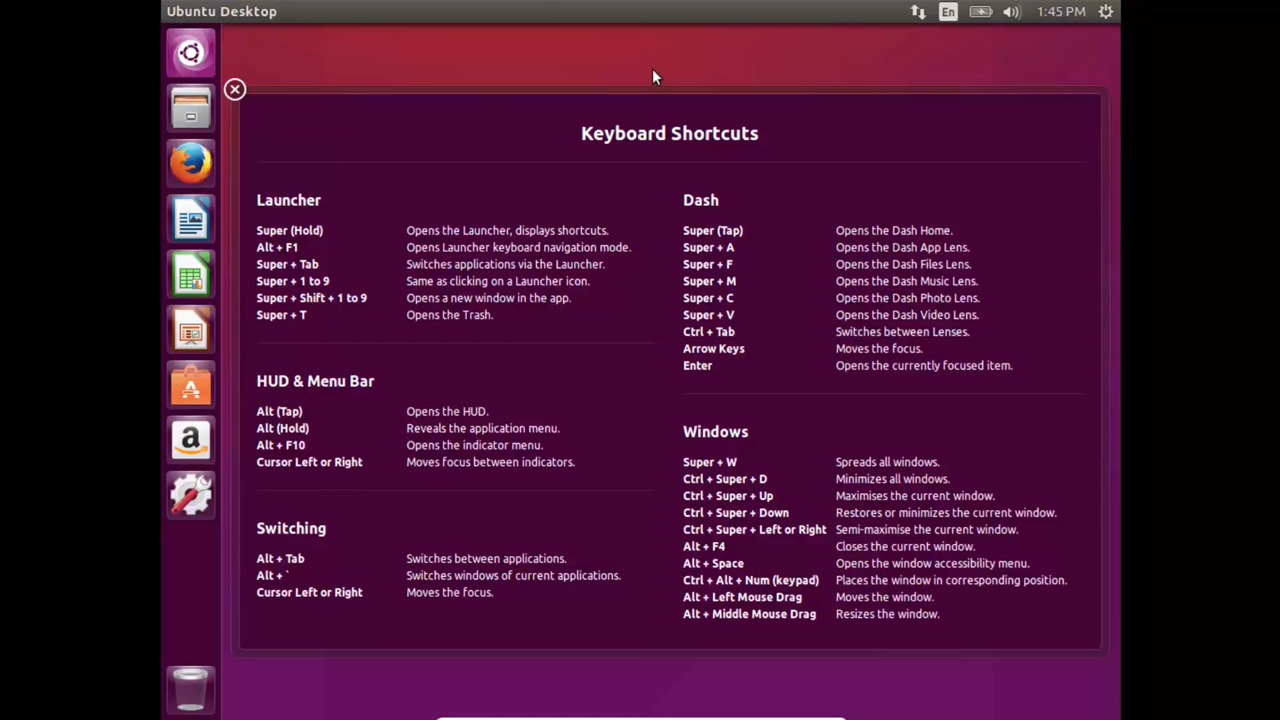 Ubuntu Desktop
En
1:45 PM
Keyboard Shortcuts
Launcher
Super (Hold) Opens the Launcher, displays shortcuts.
Alt + F1 Opens Launcher keyboard navigation mode.
Super + Tab Switches applications via the Launcher.
Super + 1 to 9 Same as clicking on a Launcher icon.
Super + Shift + 1 to 9 Opens a new window in the app.
Super + T Opens the Trash.
HUD & Menu Bar
Alt (Tap) Opens the HUD.
Alt (Hold) Reveals the application menu.
Alt + F10 Opens the indicator menu.
Cursor Left or Right Moves focus between indicators.
Switching
Alt + Tab Switches between applications.
Alt + ` Switches windows of current applications.
Cursor Left or Right Moves the focus.
Dash
Super (Tap) Opens the Dash Home.
Super + A Opens the Dash App Lens.
Super + F Opens the Dash Files Lens.
Super + M Opens the Dash Music Lens.
Super + C Opens the Dash Photo Lens.
Super + V Opens the Dash Video Lens.
Ctrl + Tab Switches between Lenses.
Arrow Keys Moves the focus.
Enter Opens the currently focused item.
Windows
Super + W Spreads all windows.
Ctrl + Super + D Minimizes all windows.
Ctrl + Super + Up Maximises the current window.
Ctrl + Super + Down Restores or minimizes the current window.
Ctrl + Super + Left or Right Semi-maximise the current window.
Alt + F4 Closes the current window.
Alt + Space Opens the window accessibility menu.
Ctrl + Alt + Num (keypad) Places the window in corresponding position.
Alt + Left Mouse Drag Moves the window.
Alt + Middle Mouse Drag Resizes the window.
A
a